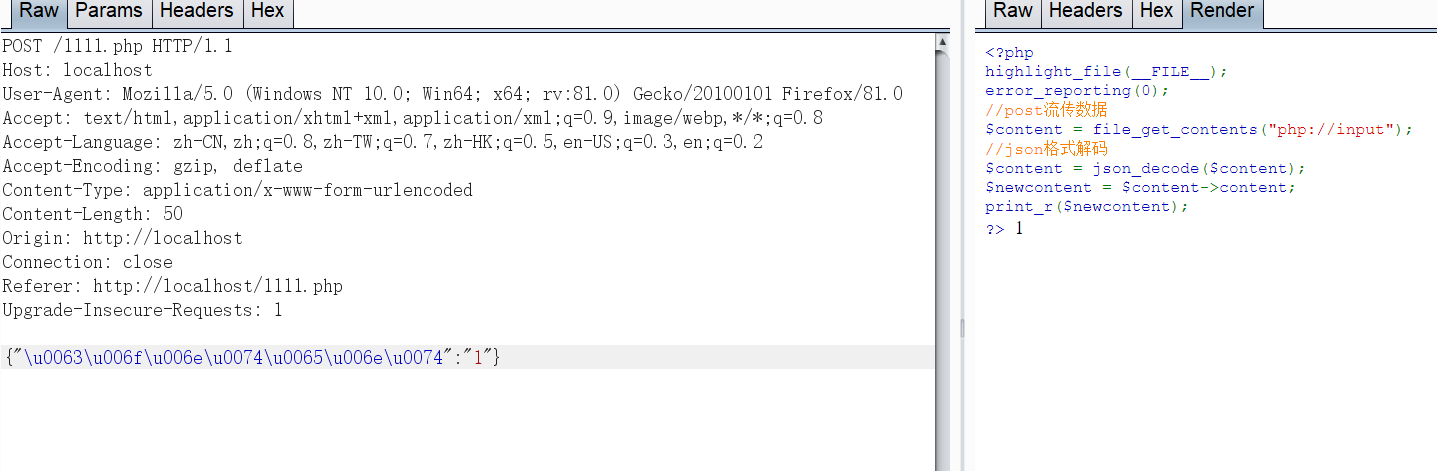 Raw Params Headers Hex
POST /1111.php HTTP/1.1
Host: localhost
User-Agent: Mozilla/5.0 (Windows NT 10.0; Win64; x64; rv:81.0) Gecko/20100101 Firefox/81.0
Accept: text/html,application/xhtml+xml,application/xml;q=0.9,image/webp,*/*;q=0.8
Accept-Language: zh-CN,zh;q=0.8,zh-TW;q=0.7,zh-HK;q=0.5,en-US;q=0.3,en;q=0.2
Accept-Encoding: gzip, deflate
Content-Type: application/x-www-form-urlencoded
Content-Length: 50
Origin: http://localhost
Connection: close
Referer: http://localhost/1111.php
Upgrade-Insecure-Requests: 1
{"\u0063\u006f\u006e\u0074\u0065\u006e\u0074":"1"}
Raw Headers Hex Render
<?php
highlight_file(__FILE__);
error_reporting(0);
//post流传数据
$content = file_get_contents("php://input");
//json格式解码
$content = json_decode($content);
$newcontent = $content->content;
print_r($newcontent);
?> 1